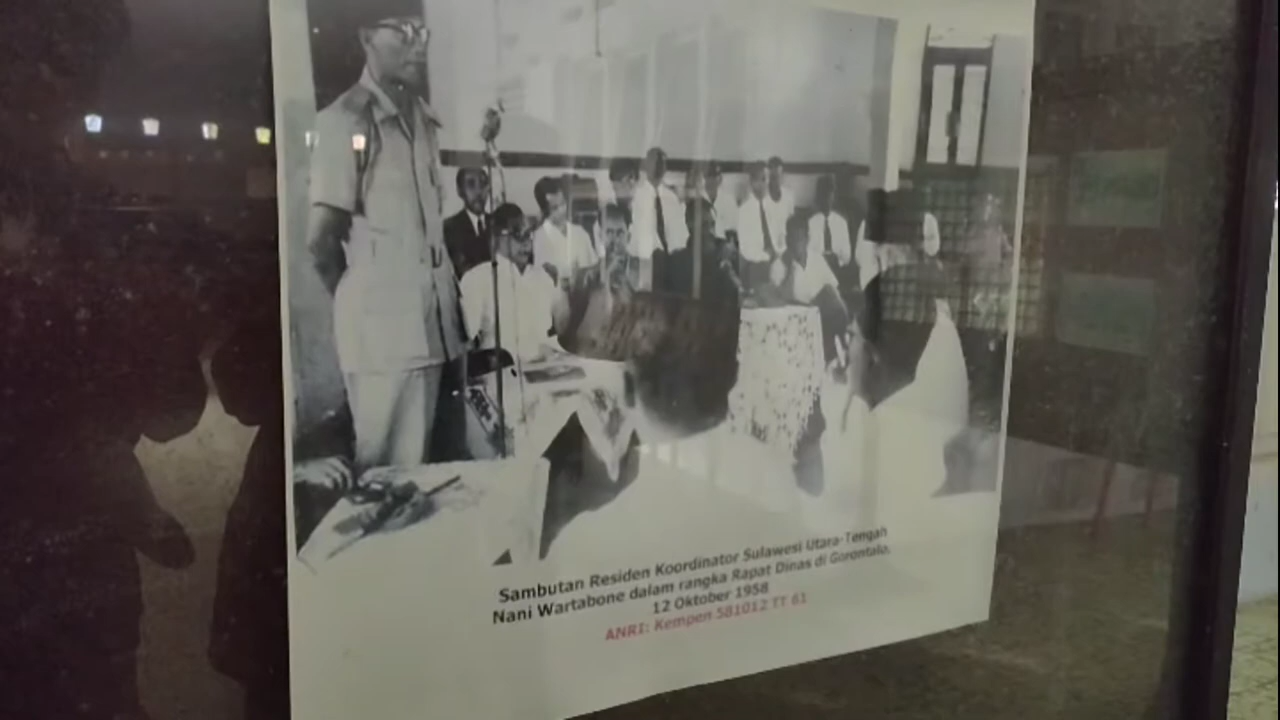 Sambutan Residen Koordinator Sulawesi Utara-Tengah
Nani Wartabone dalam rangka Rapat Dinas di Gorontalo,
12 Oktober 1958
ANRI: Kempen 581012 TT 61